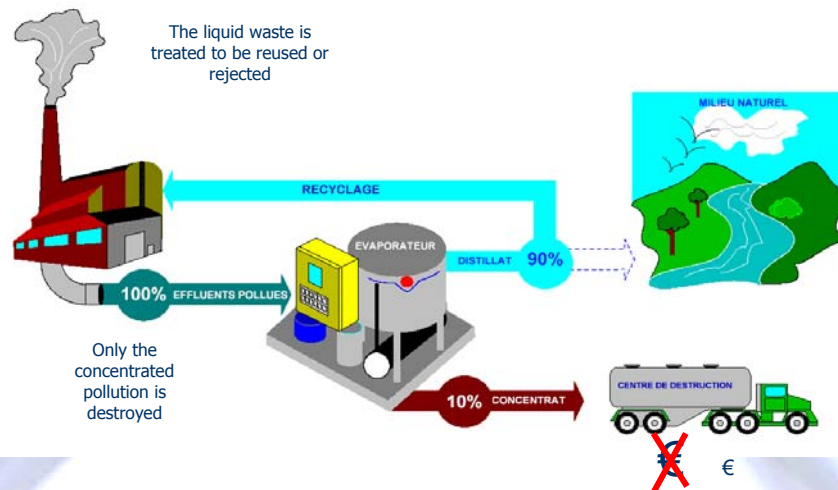 The liquid waste is
treated to be reused or
rejected
MILIEU NATUREL
RECYCLAGE
EVAPORATEUR
DISTILLAT 90%
100% EFFLUENTS POLLUES
Only the
concentrated
pollution is
destroyed
CENTRE DE DESTRUCTION
10% CONCENTRAT
€ €